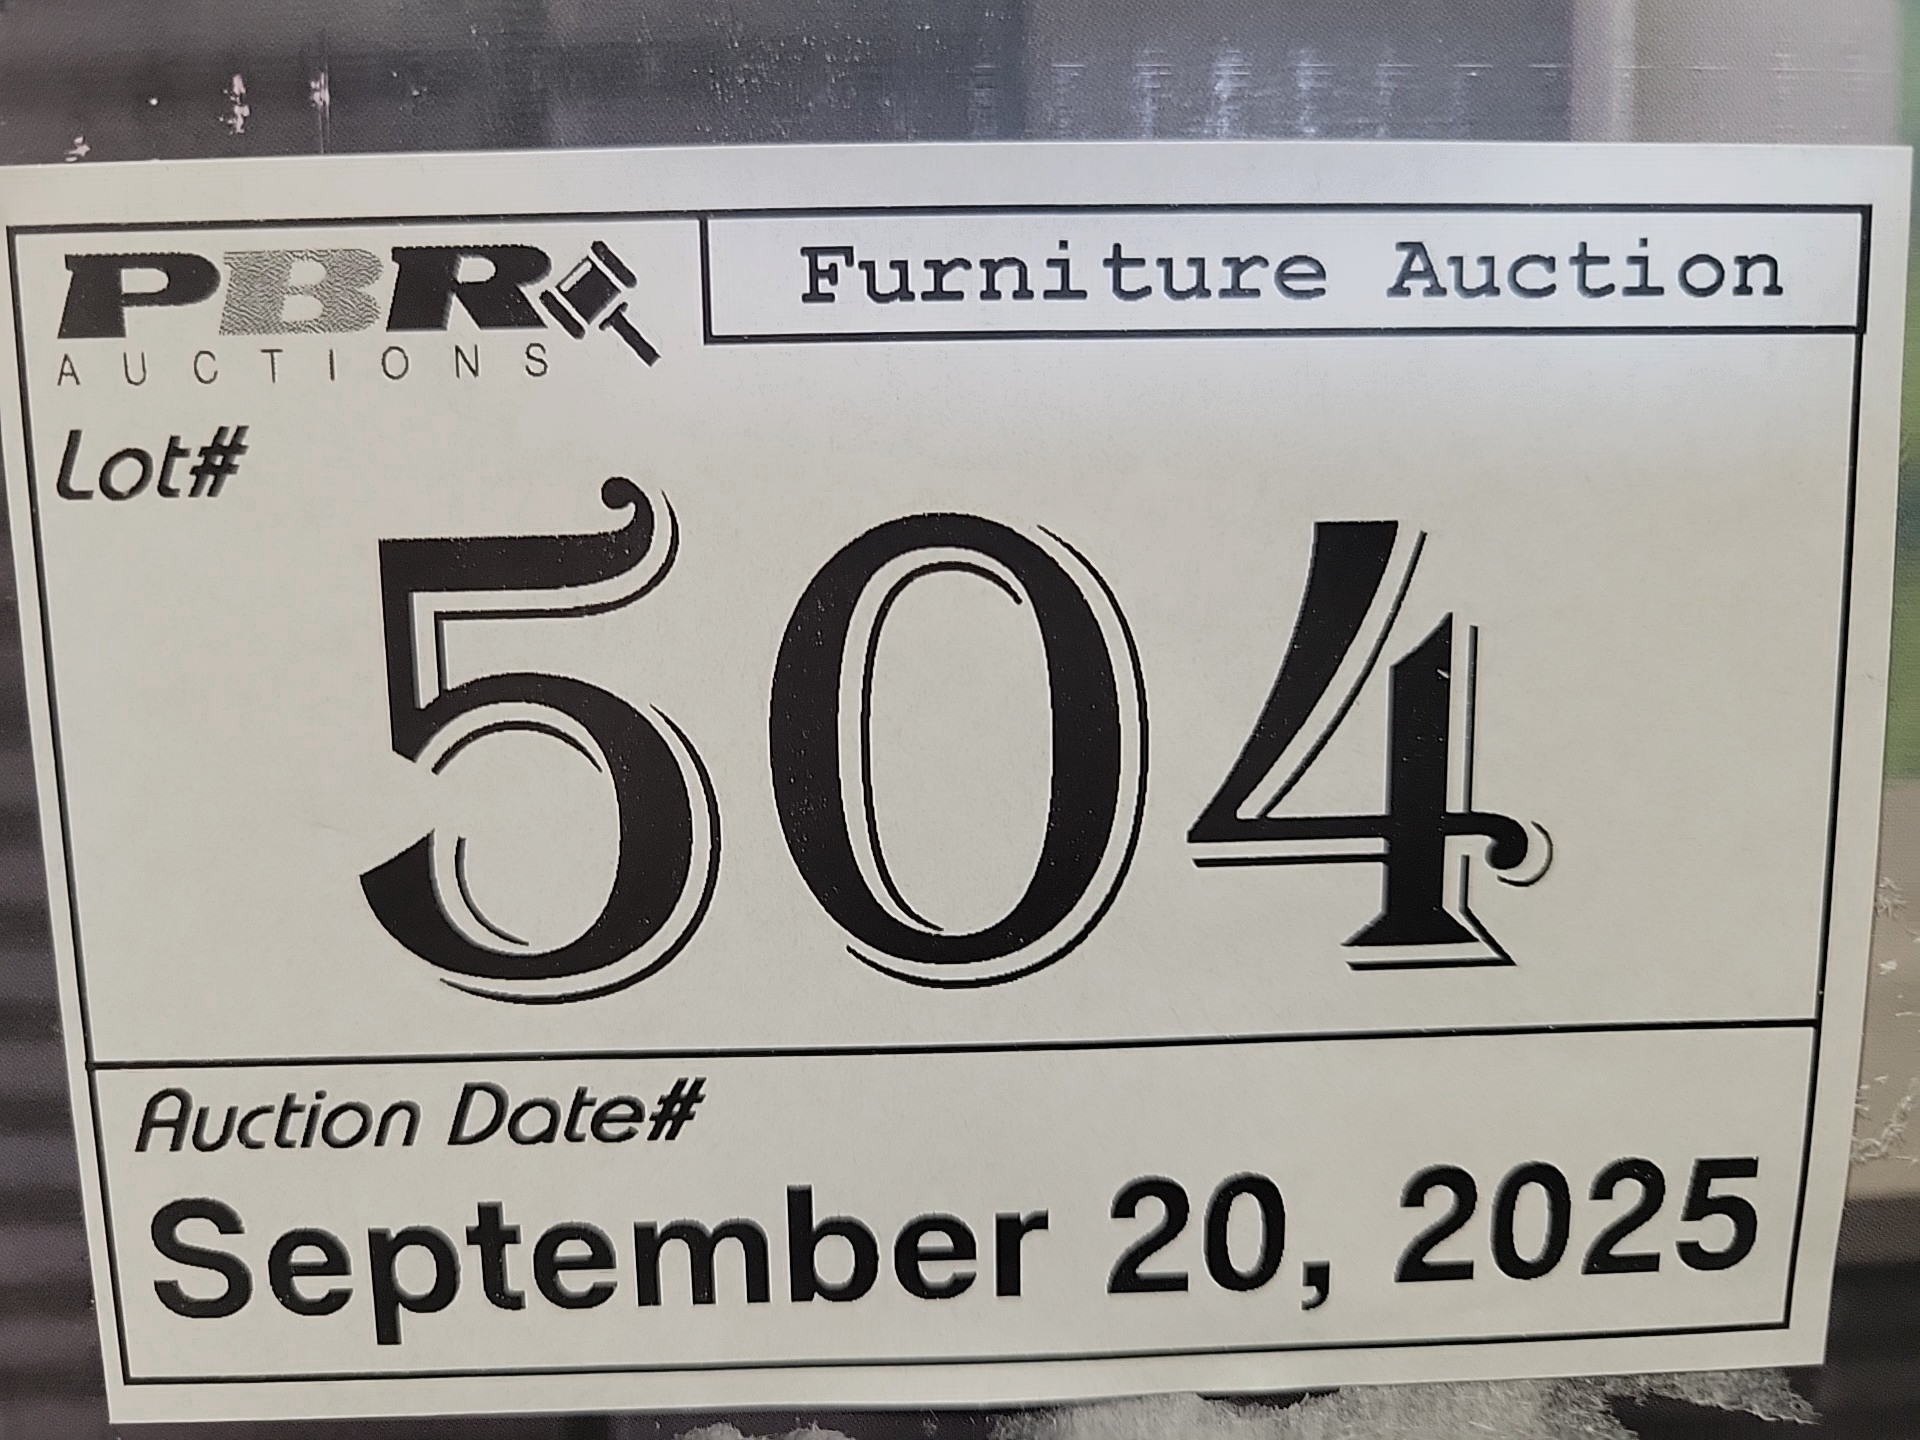 PBR
AUCTIONS
Furniture Auction
Lot#
504
Auction Date#
September 20, 2025